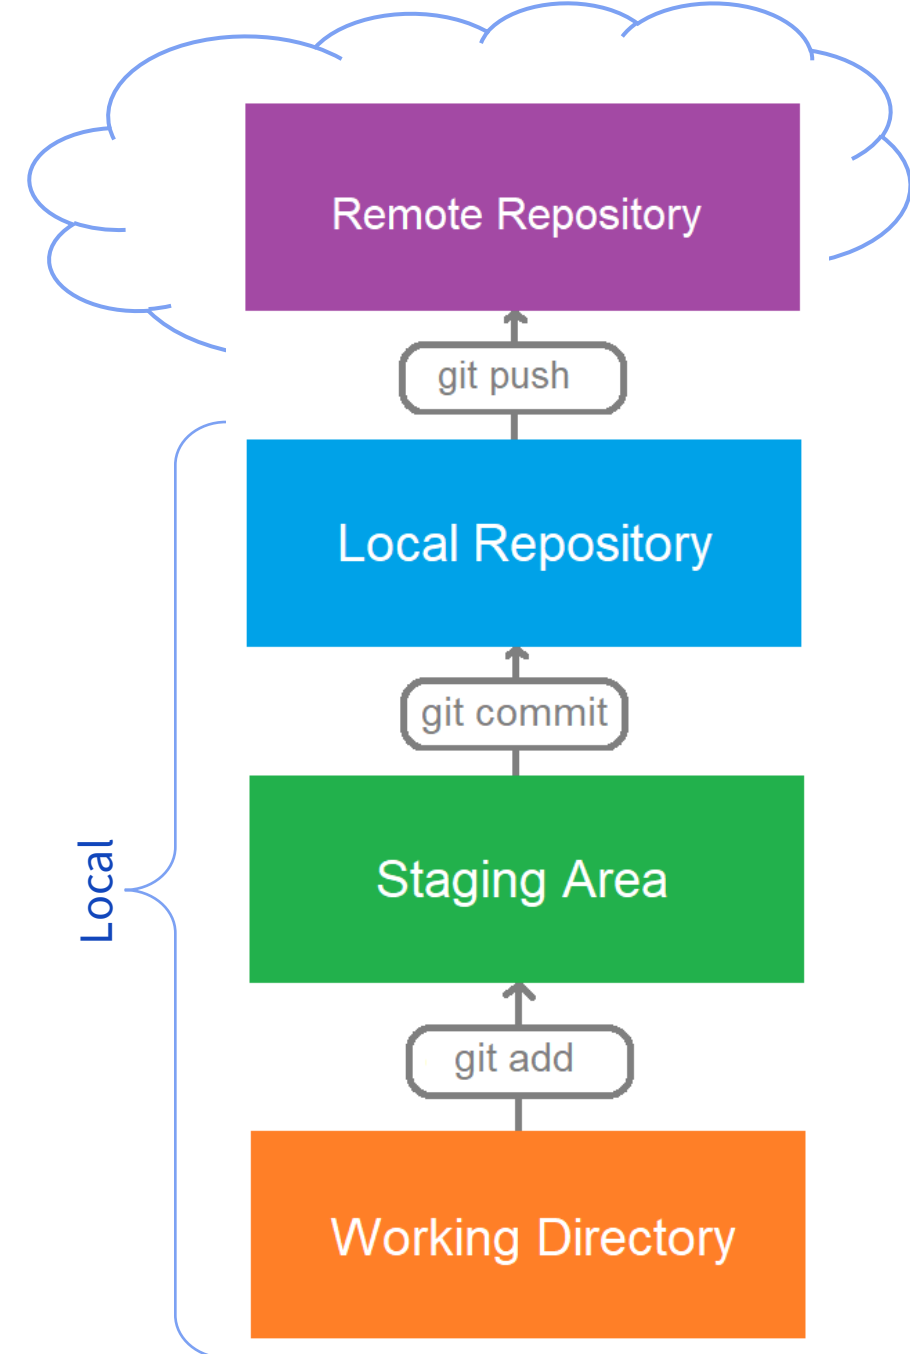 Remote Repository
git push
Local Repository
git commit
Local
Staging Area
git add
Working Directory